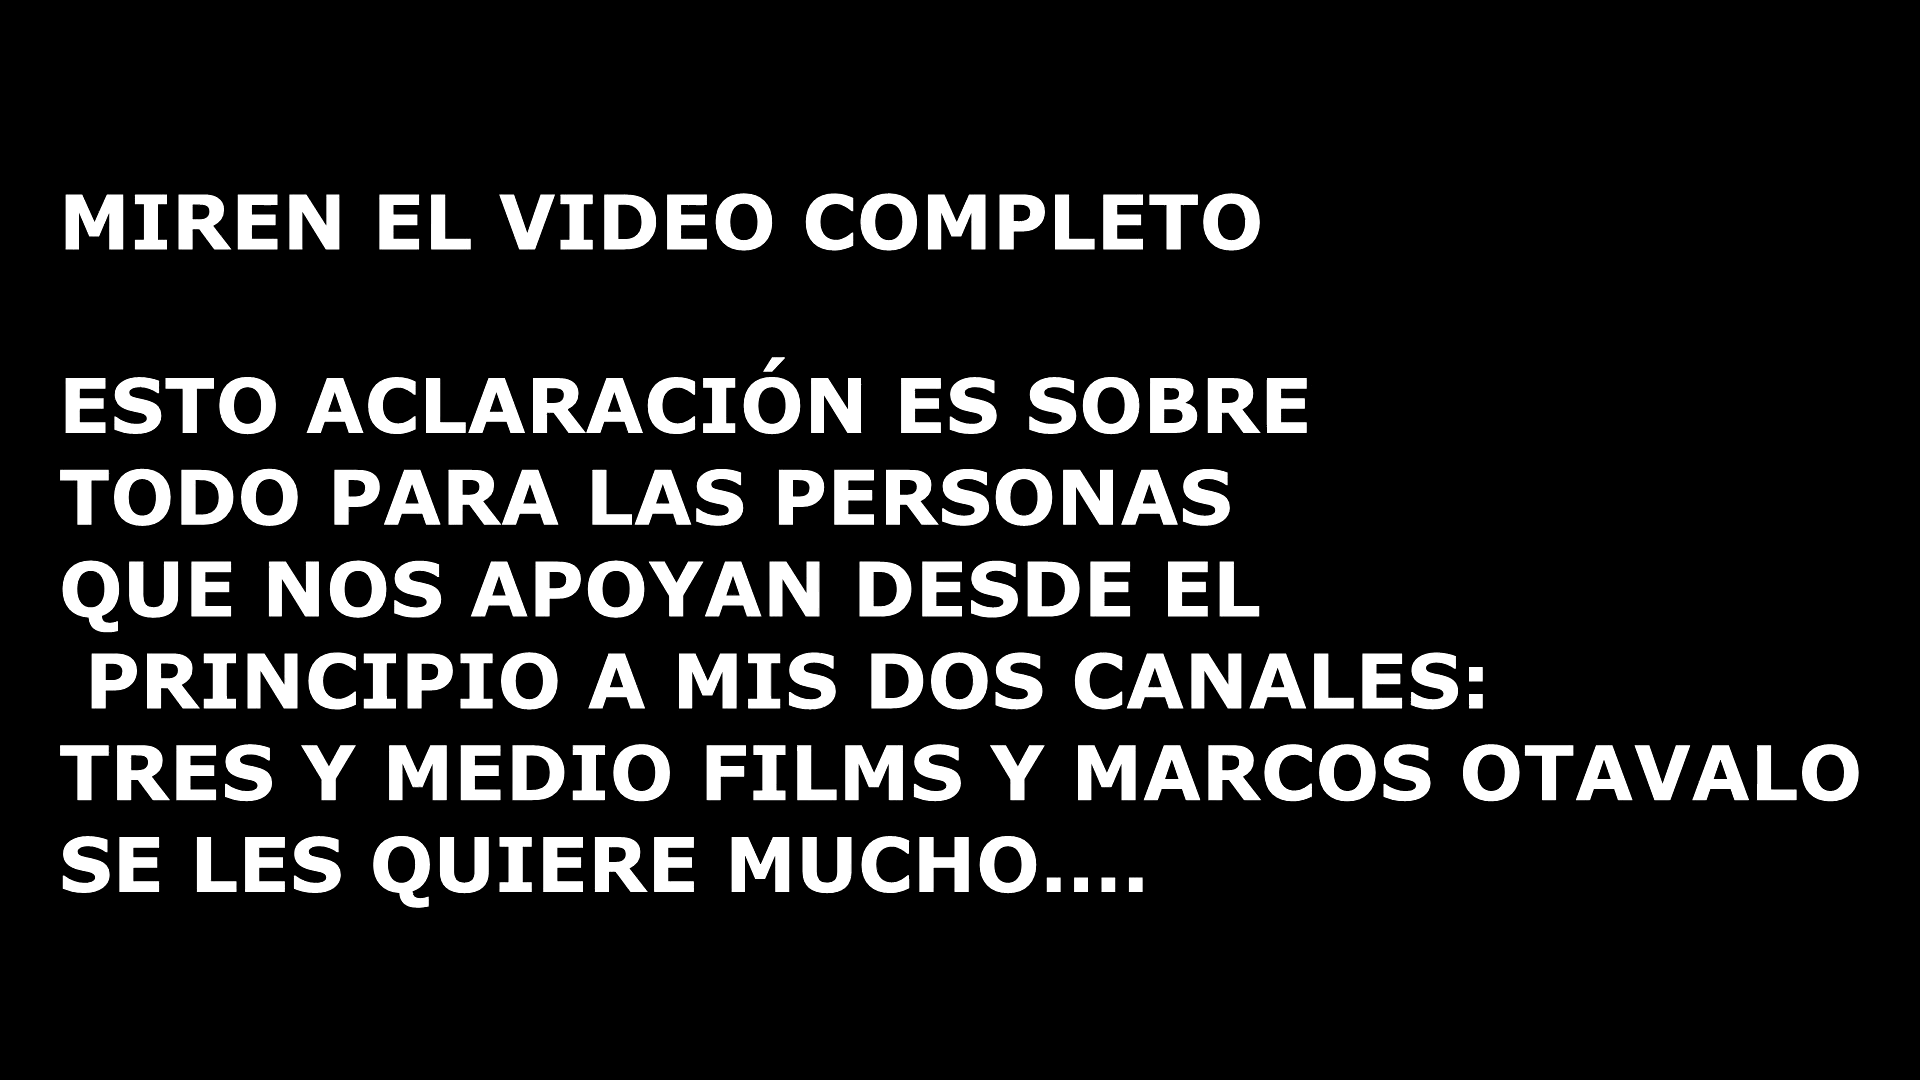 MIREN EL VIDEO COMPLETO
ESTO ACLARACIÓN ES SOBRE
TODO PARA LAS PERSONAS
QUE NOS APOYAN DESDE EL
PRINCIPIO A MIS DOS CANALES:
TRES Y MEDIO FILMS Y MARCOS OTAVALO
SE LES QUIERE MUCHO....